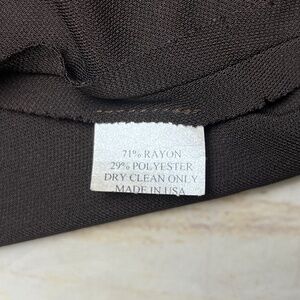 71% RAYON
29% POLYESTER
DRY CLEAN ONLY
MADE IN USA